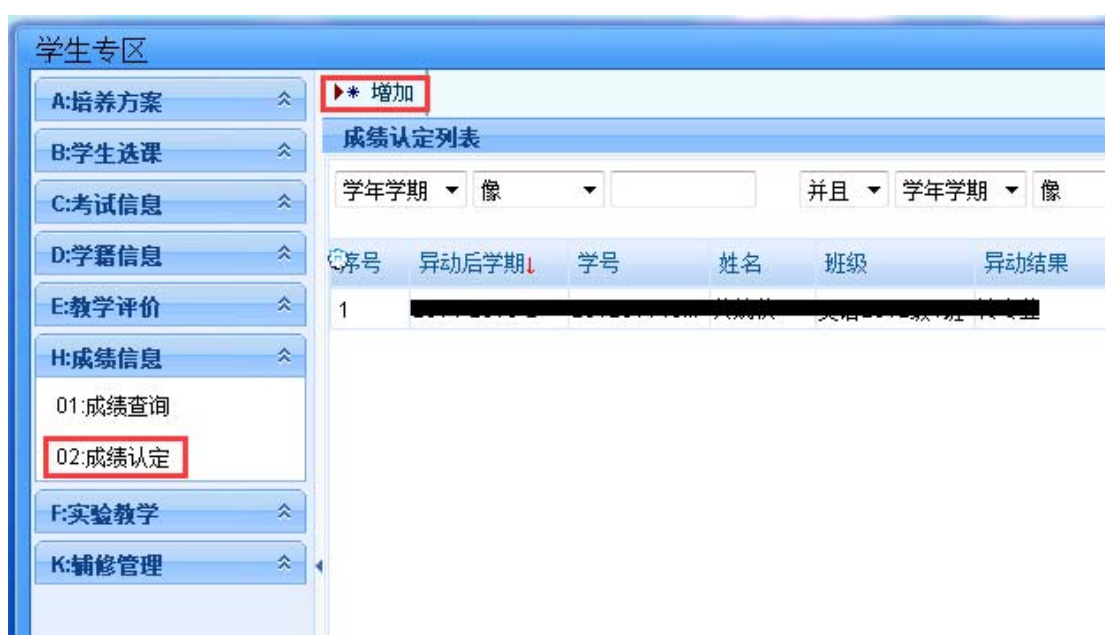 学生专区
A:培养方案
B:学生选课
C:考试信息
D:学籍信息
E:教学评价
H:成绩信息
01:成绩查询
02:成绩认定
F:实验教学
K:辅修管理
增加
成绩认定列表
学年学期 像 并且 学年学期 像
序号 异动后学期 学号 姓名 班级 异动结果
1